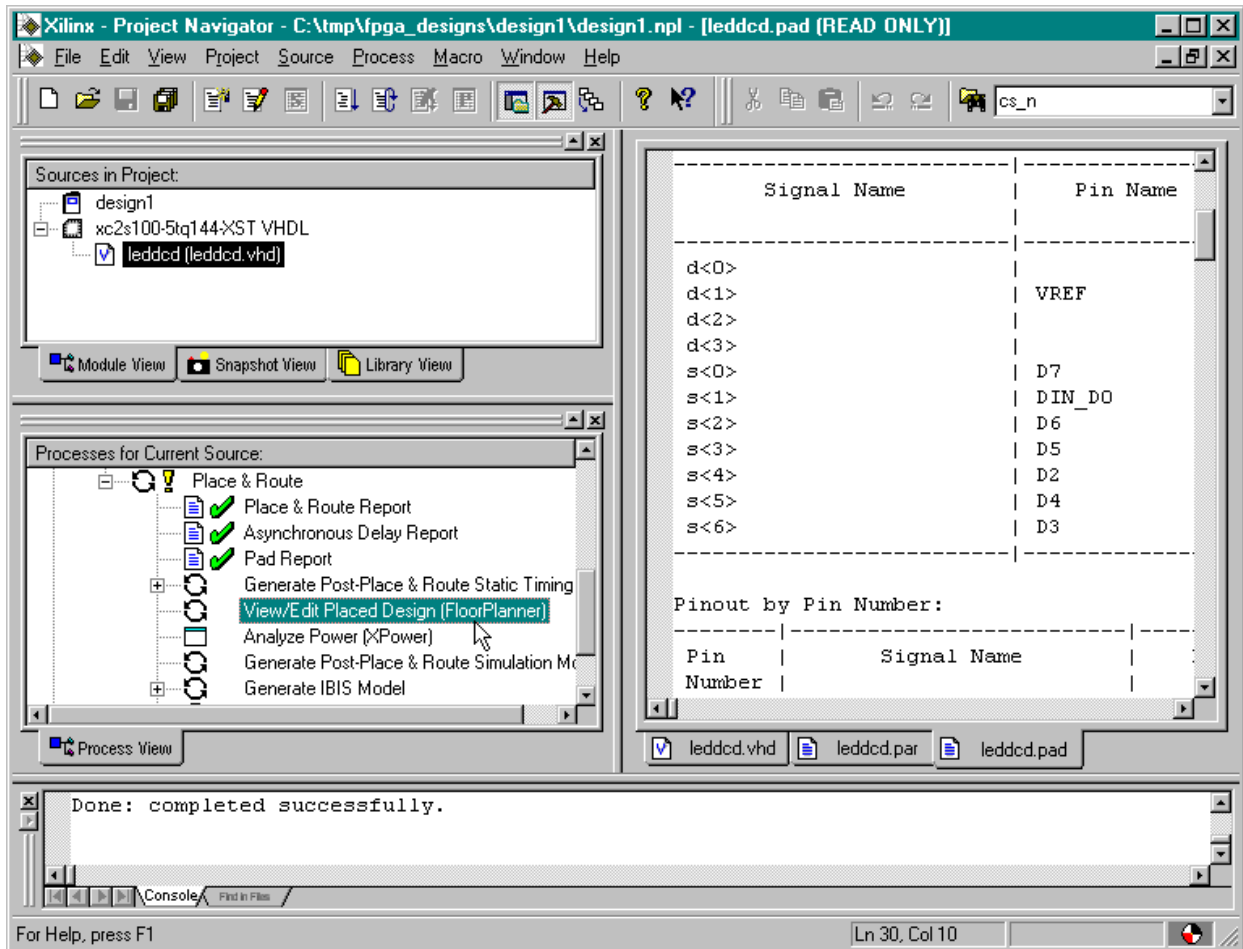 Xilinx - Project Navigator - C:\tmp\fpga_designs\design1\design1.npl - [leddcd.pad (READ ONLY)]
File Edit View Project Source Process Macro Window Help
cs_n
Sources in Project:
design1
xc2s100-5tq144-XST VHDL
leddcd (leddcd.vhd)
Module View Snapshot View Library View
Processes for Current Source:
Place & Route
Place & Route Report
Asynchronous Delay Report
Pad Report
Generate Post-Place & Route Static Timing
View/Edit Placed Design (FloorPlanner)
Analyze Power (XPower)
Generate Post-Place & Route Simulation Mo
Generate IBIS Model
Process View
Signal Name | Pin Name
d<0> |
d<1> | VREF
d<2> |
d<3> |
s<0> | D7
s<1> | DIN_D0
s<2> | D6
s<3> | D5
s<4> | D2
s<5> | D4
s<6> | D3
Pinout by Pin Number:
Pin | Signal Name |
Number | |
leddcd.vhd leddcd.par leddcd.pad
Done: completed successfully.
Console Find in Files
For Help, press F1 Ln 30, Col 10